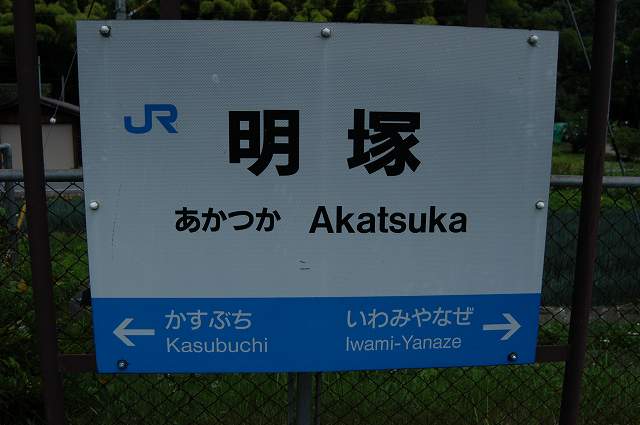 JR 明塚
あかつか Akatsuka
← かすぶち いわみやなぜ →
Kasubuchi Iwami-Yanaze